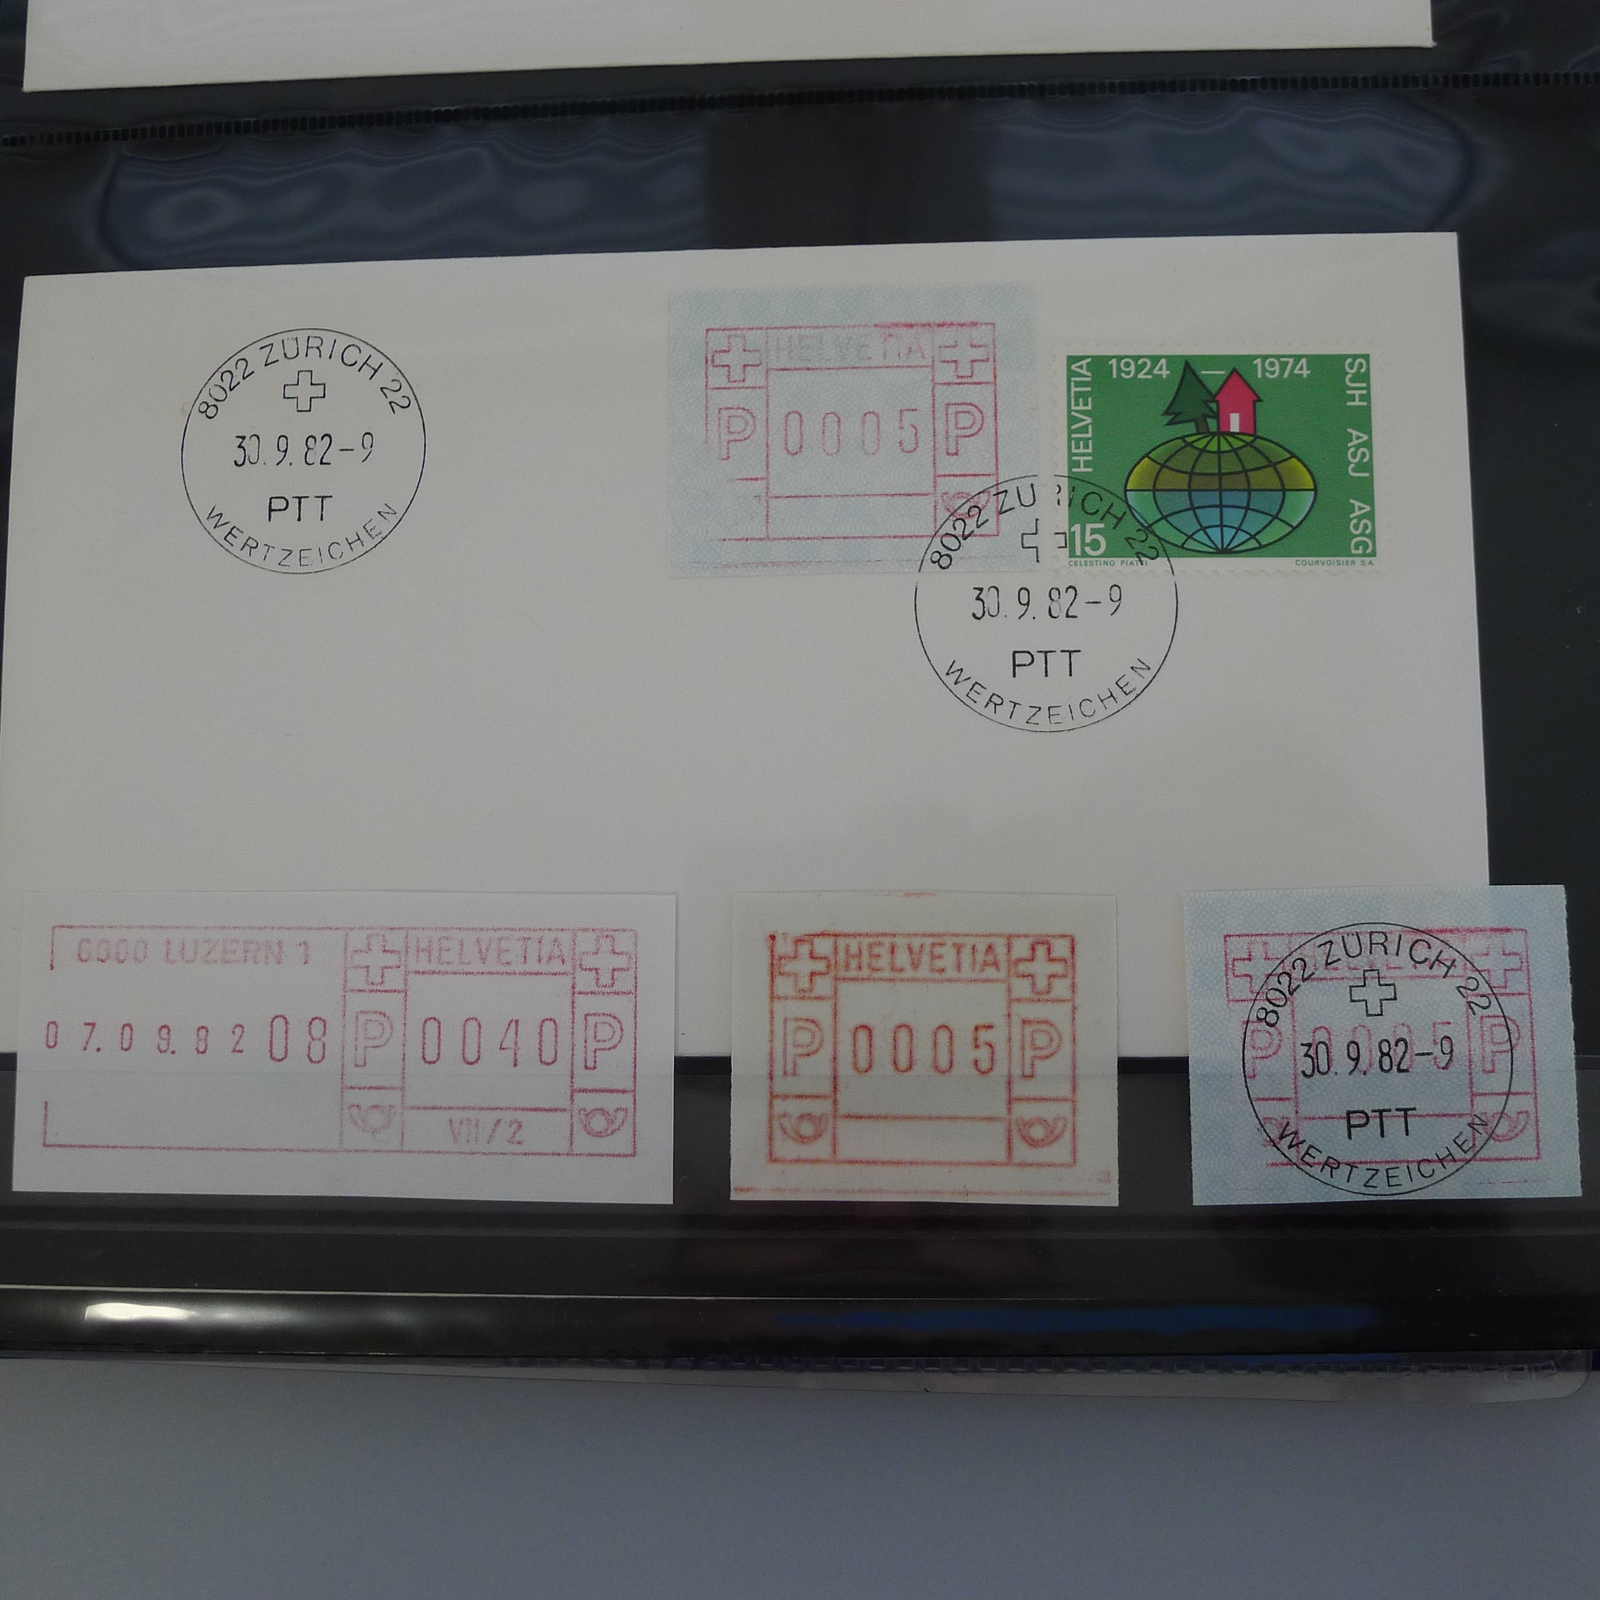 8022 ZÜRICH 22
30.9.82-9
PTT
WERTZEICHEN
HELVETIA
P 0005 P
HELVETIA
1924 — 1974
SJH ASJ ASG
15
CELESTINO PIATTI
COURVOISIER S.A.
8022 ZÜRICH 22
30.9.82-9
PTT
WERTZEICHEN
6000 LUZERN 1 HELVETIA
07.09.82 08 P 0040 P
VII/2
HELVETIA
P 0005 P
8022 ZÜRICH 22
P P
30.9.82-9
PTT
WERTZEICHEN